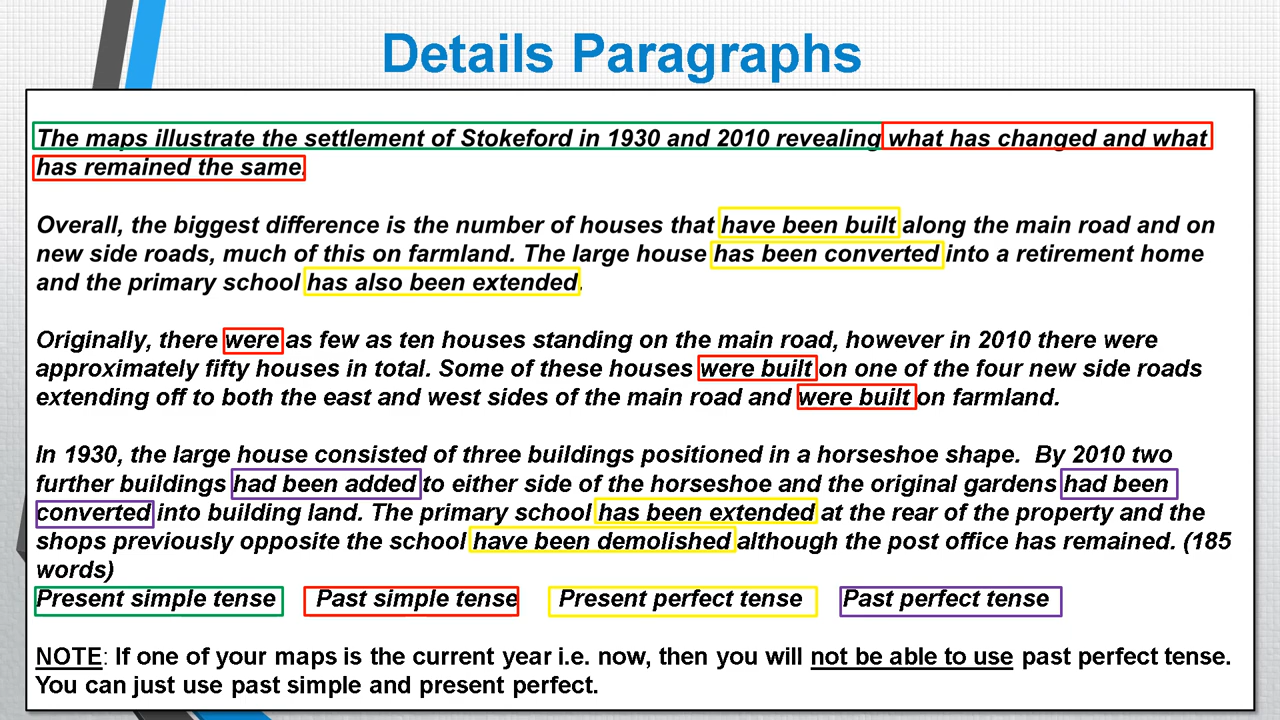 Details Paragraphs
The maps illustrate the settlement of Stokeford in 1930 and 2010 revealing what has changed and what
has remained the same.
Overall, the biggest difference is the number of houses that have been built along the main road and on
new side roads, much of this on farmland. The large house has been converted into a retirement home
and the primary school has also been extended.
Originally, there were as few as ten houses standing on the main road, however in 2010 there were
approximately fifty houses in total. Some of these houses were built on one of the four new side roads
extending off to both the east and west sides of the main road and were built on farmland.
In 1930, the large house consisted of three buildings positioned in a horseshoe shape. By 2010 two
further buildings had been added to either side of the horseshoe and the original gardens had been
converted into building land. The primary school has been extended at the rear of the property and the
shops previously opposite the school have been demolished although the post office has remained. (185
words)
Present simple tense Past simple tense Present perfect tense Past perfect tense
NOTE: If one of your maps is the current year i.e. now, then you will not be able to use past perfect tense.
You can just use past simple and present perfect.